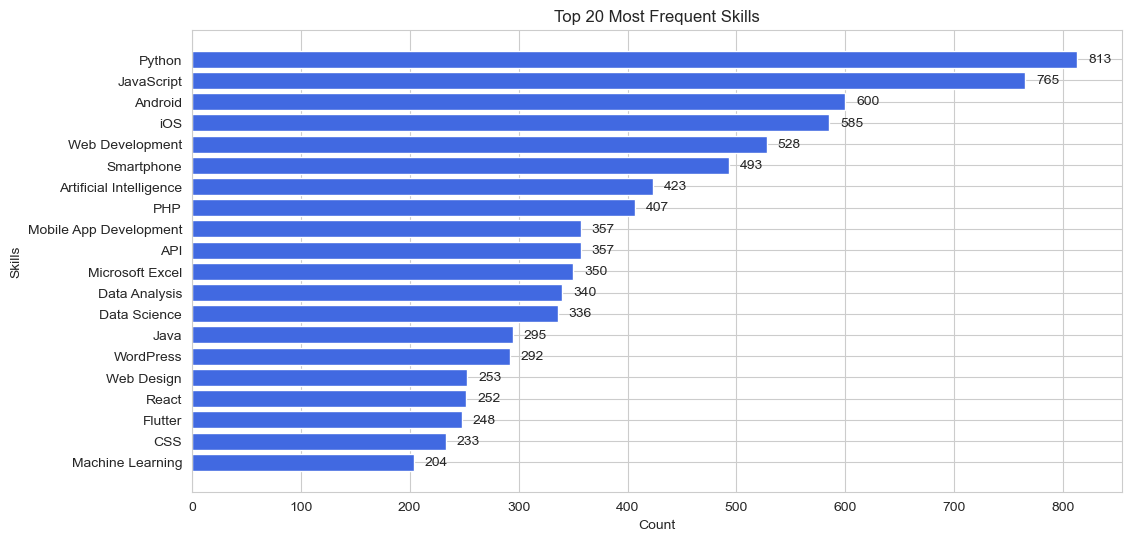 Top 20 Most Frequent Skills
Skills
Python 813
JavaScript 765
Android 600
iOS 585
Web Development 528
Smartphone 493
Artificial Intelligence 423
PHP 407
Mobile App Development 357
API 357
Microsoft Excel 350
Data Analysis 340
Data Science 336
Java 295
WordPress 292
Web Design 253
React 252
Flutter 248
CSS 233
Machine Learning 204
0 100 200 300 400 500 600 700 800
Count